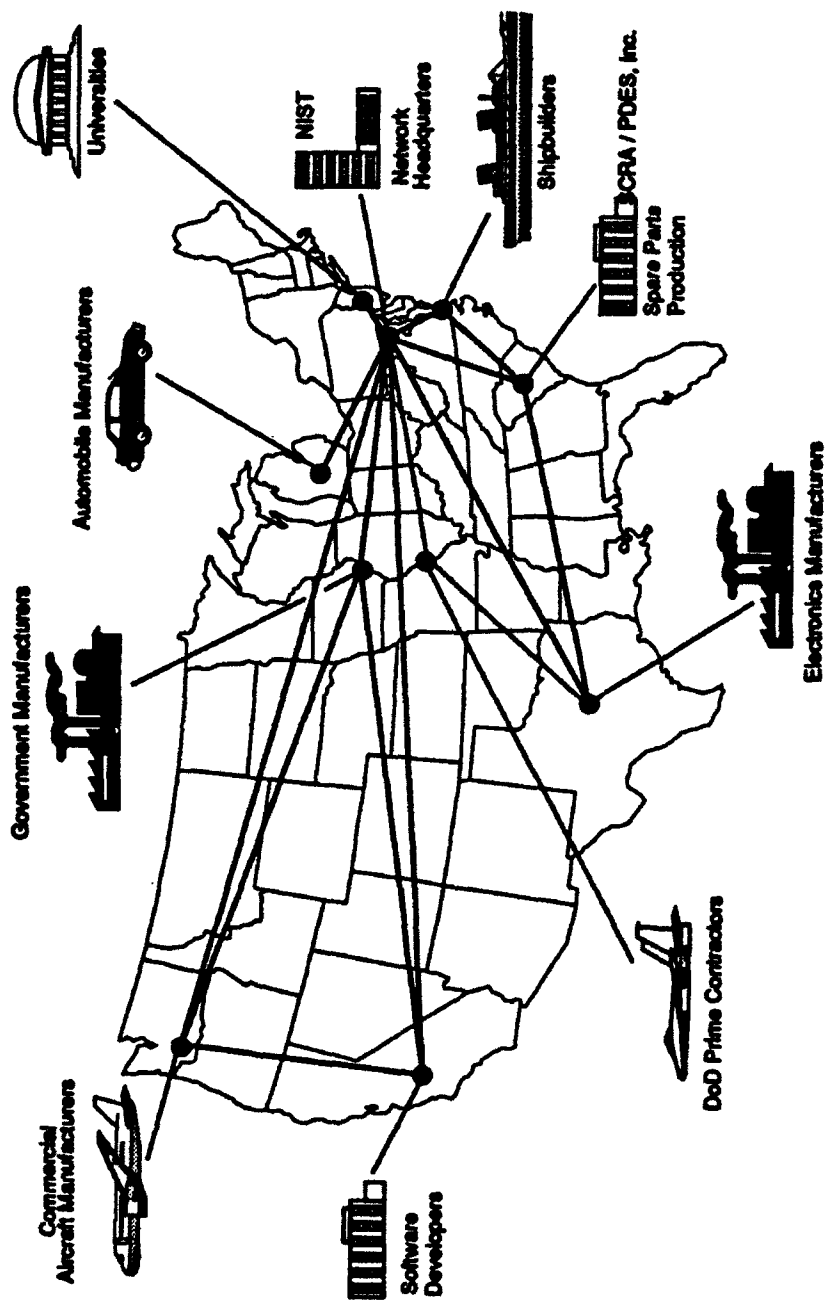 Government Manufacturers
Automobile Manufacturers
Universities
Commercial
Aircraft Manufacturers
NIST
Network
Headquarters
Software
Developers
Shipbuilders
SCRA / PDES, Inc.
Spare Parts
Production
DoD Prime Contractors
Electronics Manufacturers